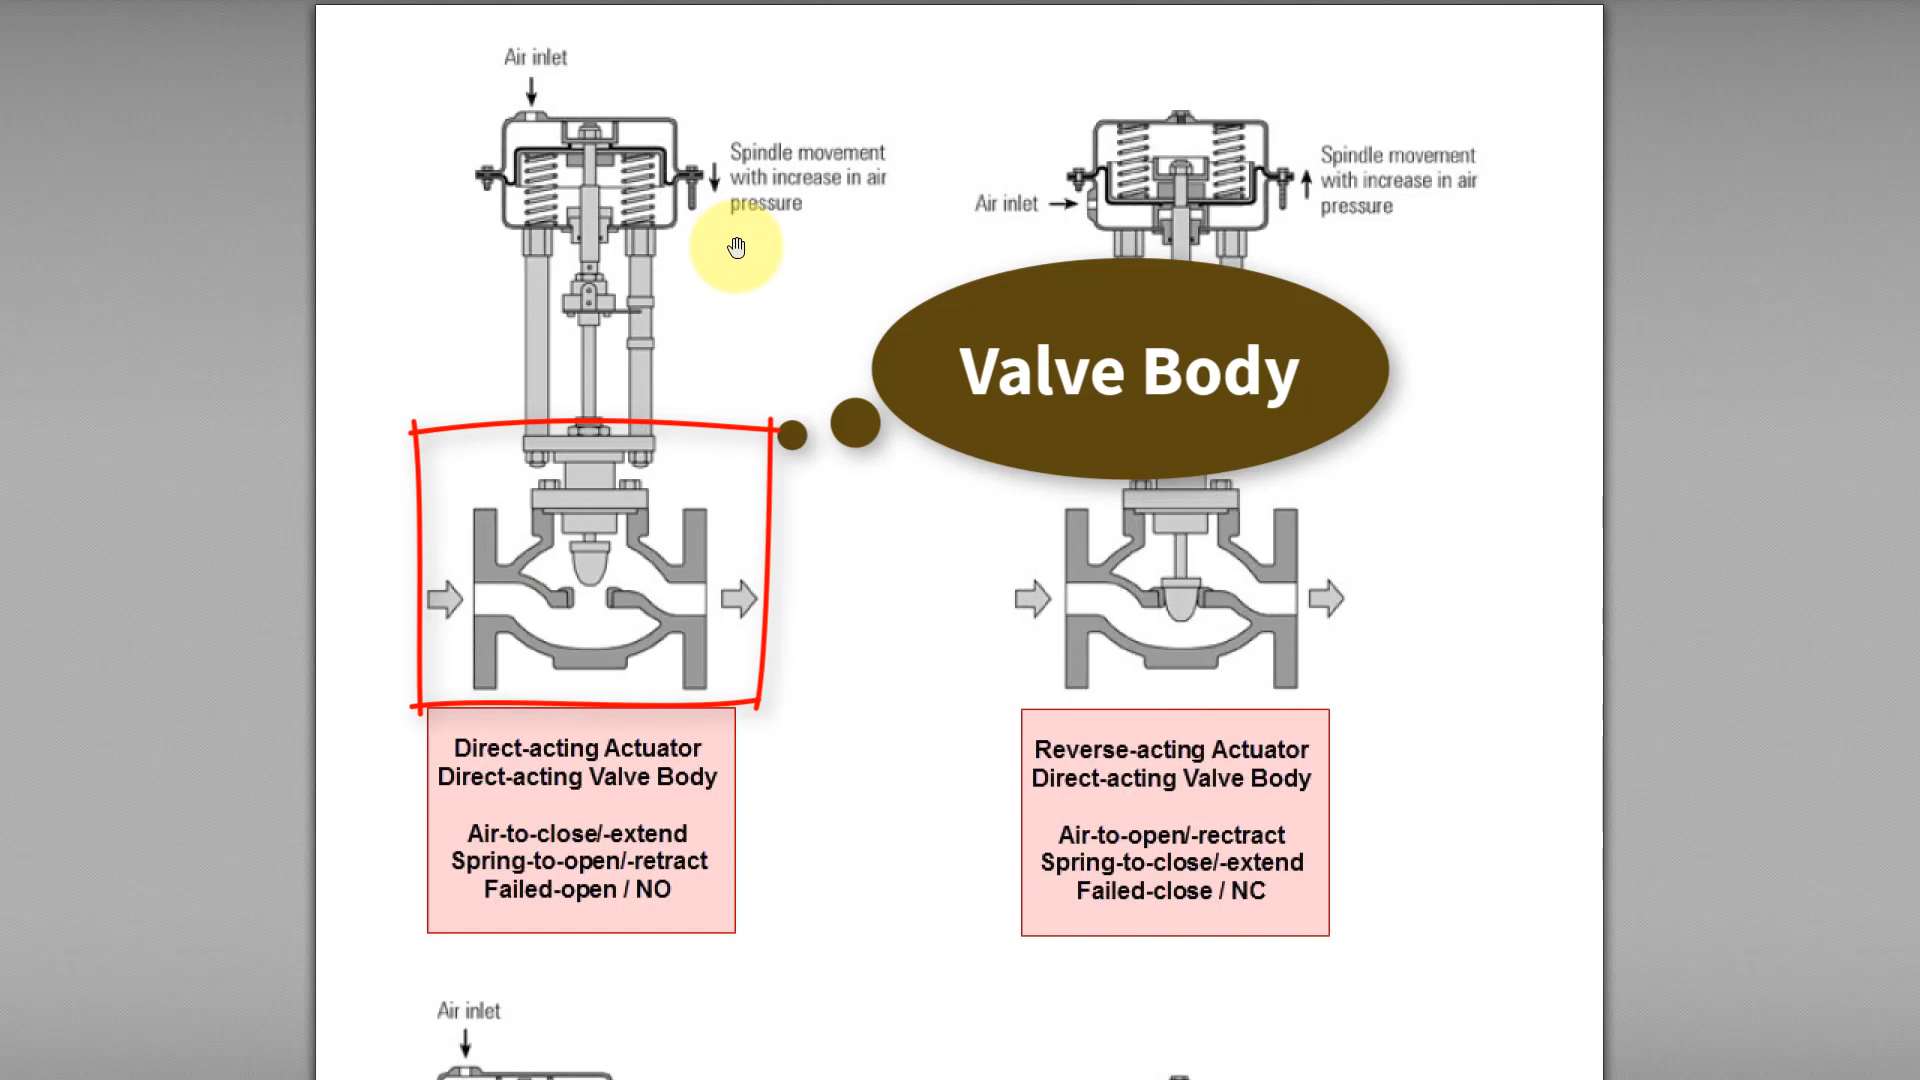 Air inlet
Spindle movement
with increase in air
pressure
Spindle movement
with increase in air
pressure
Air inlet
Valve Body
Direct-acting Actuator
Direct-acting Valve Body
Air-to-close/-extend
Spring-to-open/-retract
Failed-open / NO
Reverse-acting Actuator
Direct-acting Valve Body
Air-to-open/-rectract
Spring-to-close/-extend
Failed-close / NC
Air inlet